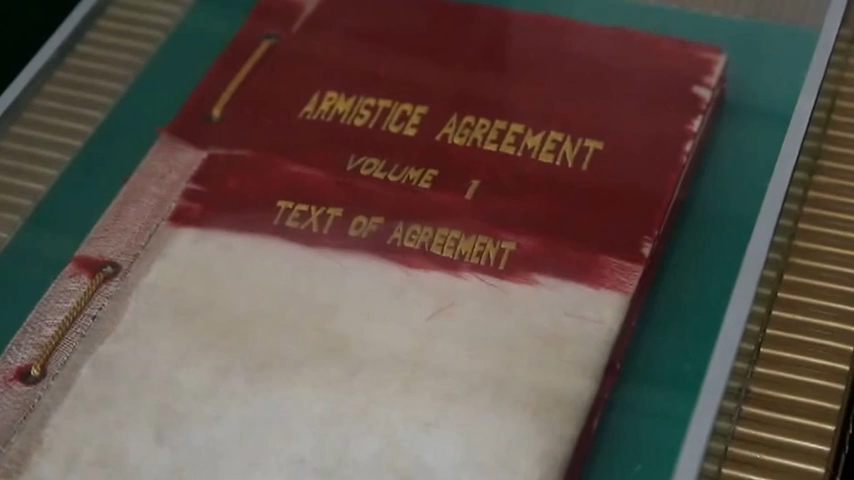 ARMISTICE AGREEMENT
VOLUME 1
TEXT OF AGREEMENT